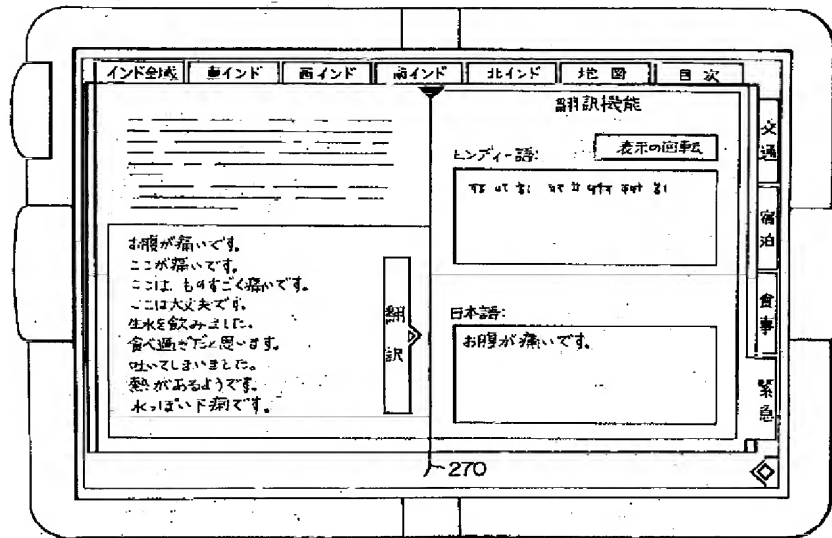 インド全域 東インド 西インド 南インド 北インド 地図 目次
翻訳機能
表示の回転
ヒンディー語:
お腹が痛いです。
ここが痛いです。
ここは、ものすごく痛いです。
ここは大丈夫です。
生水を飲みました。
食べ過ぎだと思います。
吐いてしまいました。
熱があるようです。
水っぽい下痢です。
翻訳
日本語:
お腹が痛いです。
交通
宿泊
食事
緊急
270